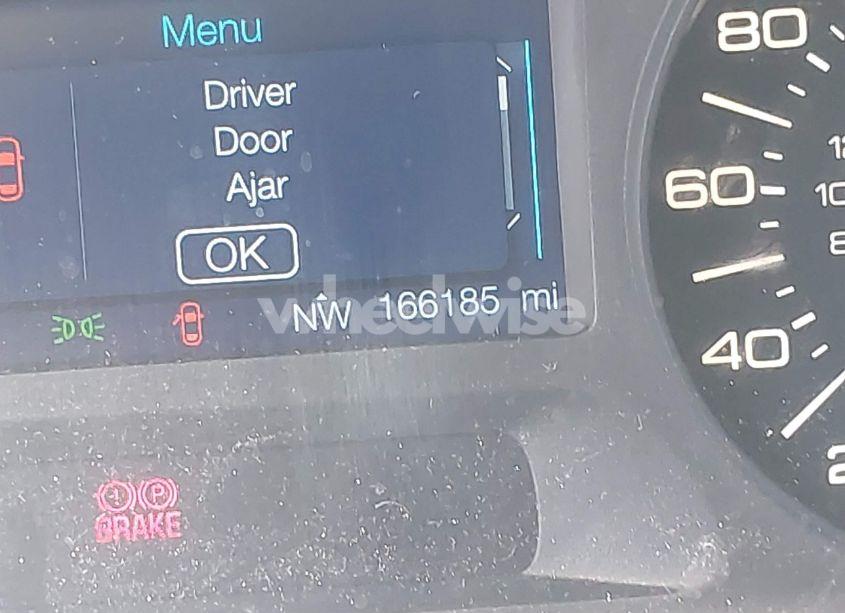 Menu
Driver
Door
Ajar
OK
NW 166185 mi
wheelwise
80
60
40
BRAKE
P